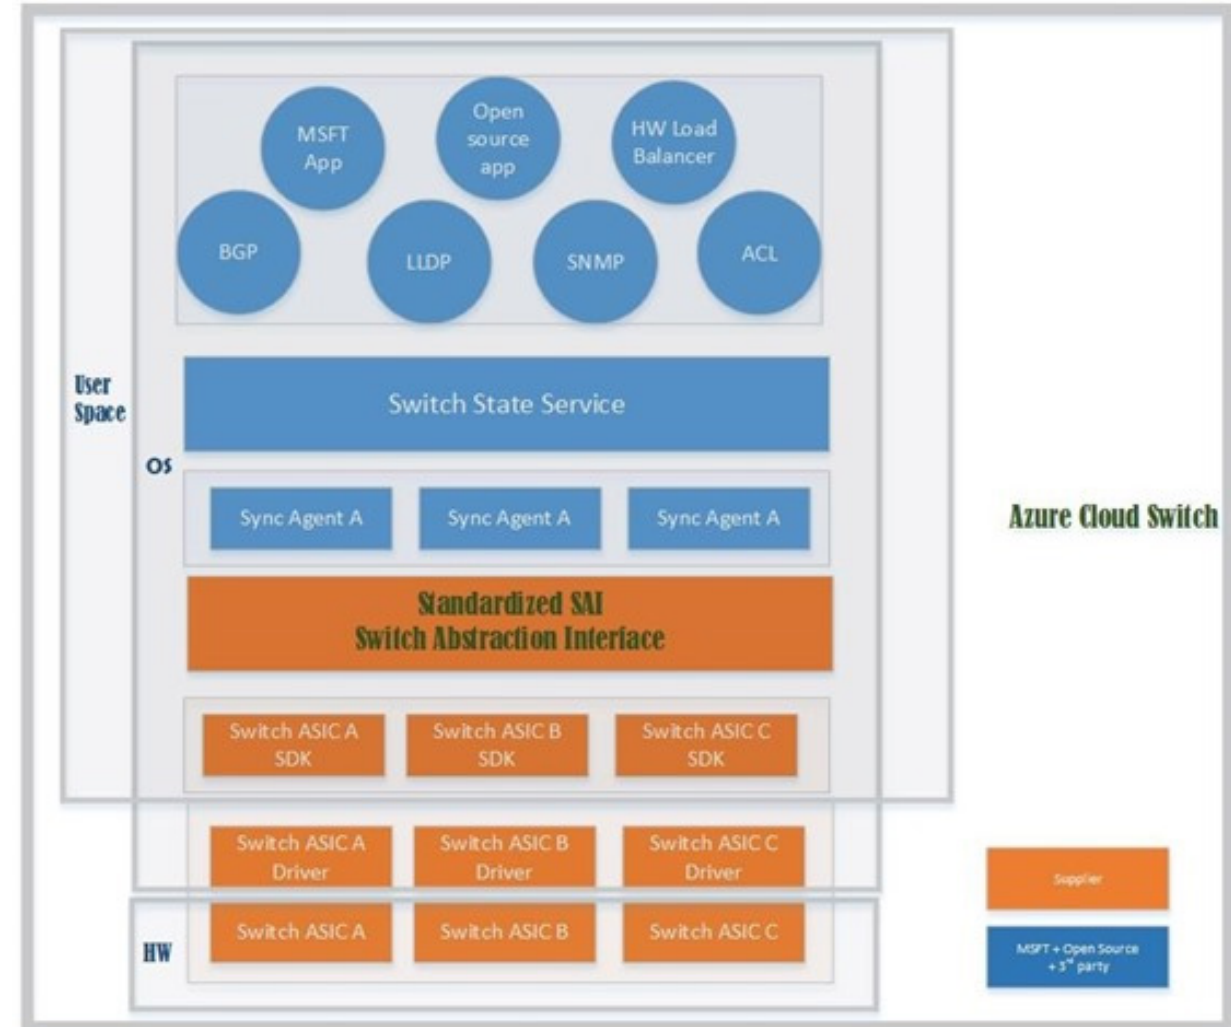 MSFT
App
Open
source
app
HW Load
Balancer
BGP
LLDP
SNMP
ACL
User
Space
Switch State Service
OS
Sync Agent A
Sync Agent A
Sync Agent A
Azure Cloud Switch
Standardized SAI
Switch Abstraction Interface
Switch ASIC A
SDK
Switch ASIC B
SDK
Switch ASIC C
SDK
Switch ASIC A
Driver
Switch ASIC B
Driver
Switch ASIC C
Driver
Supplier
Switch ASIC A
Switch ASIC B
Switch ASIC C
HW
MSFT + Open Source
+ 3rd party